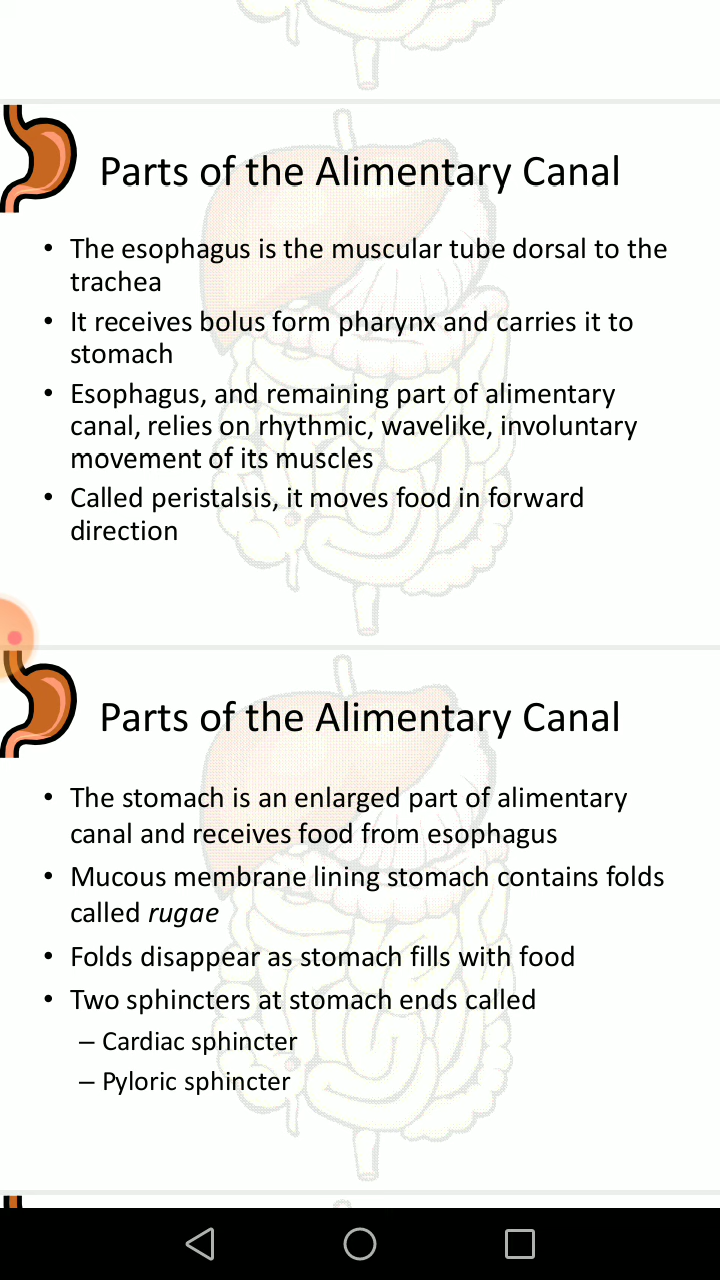 Parts of the Alimentary Canal
• The esophagus is the muscular tube dorsal to the
trachea
• It receives bolus form pharynx and carries it to
stomach
• Esophagus, and remaining part of alimentary
canal, relies on rhythmic, wavelike, involuntary
movement of its muscles
• Called peristalsis, it moves food in forward
direction
Parts of the Alimentary Canal
• The stomach is an enlarged part of alimentary
canal and receives food from esophagus
• Mucous membrane lining stomach contains folds
called rugae
• Folds disappear as stomach fills with food
• Two sphincters at stomach ends called
– Cardiac sphincter
– Pyloric sphincter